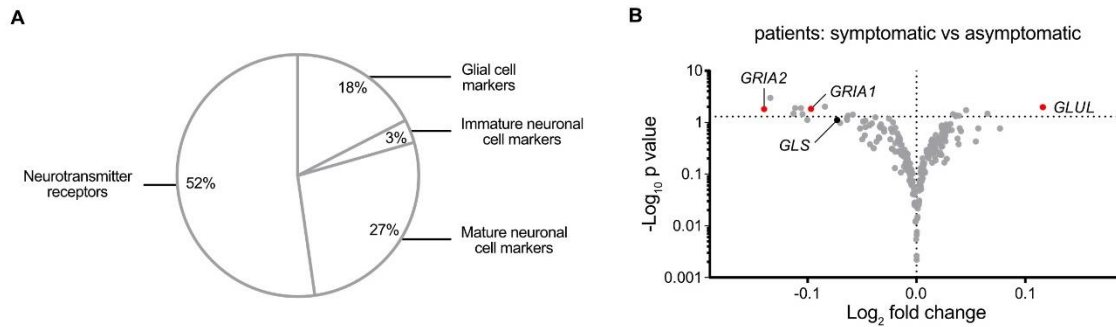 A
Glial cell
markers
18%
Immature neuronal
cell markers
3%
Neurotransmitter
receptors
52%
27%
Mature neuronal
cell markers
B
patients: symptomatic vs asymptomatic
10
GRIA2
GRIA1
GLUL
1
GLS
0.1
0.01
0.001
-Log10 p value
-0.1
0.0
0.1
Log2 fold change